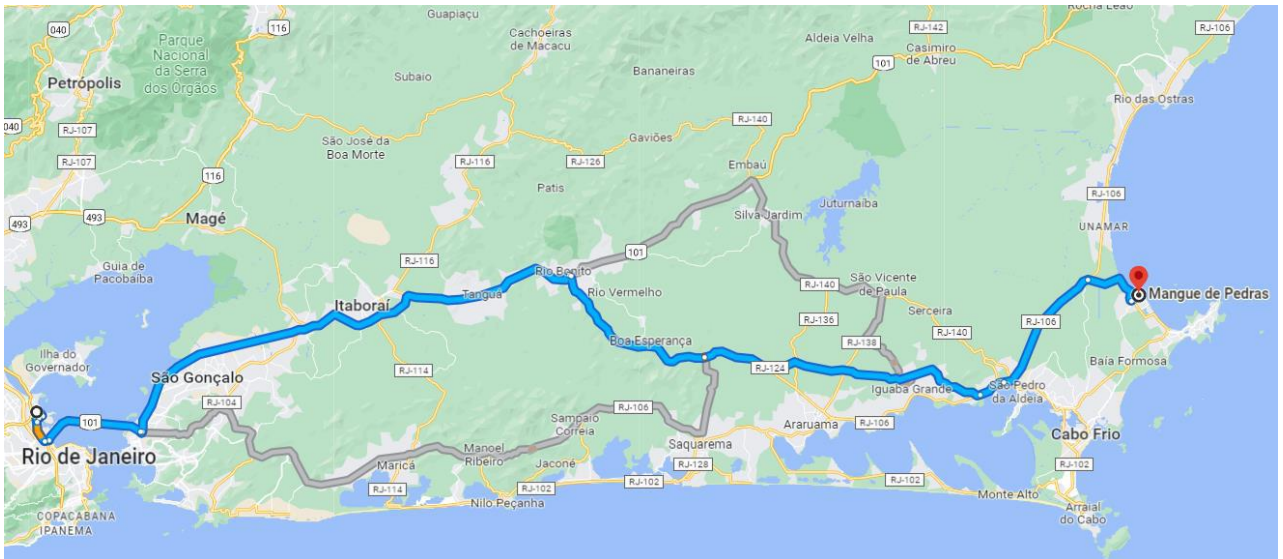 Guapiaçu
Rocha Leão
040
116
RJ-106
RJ-142
Parque
Nacional
da Serra
dos Órgãos
Cachoeiras
de Macacu
Aldeia Velha
Casimiro
de Abreu
101
Petrópolis
Subaio
Bananeiras
Rio das Ostras
040
RJ-107
São José da
Boa Morte
RJ-140
Gaviões
RJ-107
RJ-116
RJ-126
Embaú
116
Patis
Juturnaíba
RJ-106
493
493
Magé
Silva Jardim
UNAMAR
101
RJ-116
Guia de
Pacobaíba
Rio Bonito
São Vicente
de Paula
Itaboraí
Tanguá
Rio Vermelho
RJ-140
Mangue de Pedras
Serceira
RJ-136
RJ-106
RJ-140
Boa Esperança
RJ-138
Ilha do
Governador
RJ-124
Baía Formosa
São Gonçalo
RJ-114
Iguaba Grande
São Pedro
da Aldeia
RJ-104
RJ-106
Sampaio
Correia
Araruama
RJ-106
101
Cabo Frio
Saquarema
Rio de Janeiro
Manoel
Ribeiro
Jaconé
Maricá
RJ-128
RJ-102
RJ-114
RJ-102
RJ-102
RJ-102
Nilo Peçanha
Monte Alto
Arraial
do Cabo
COPACABANA
IPANEMA